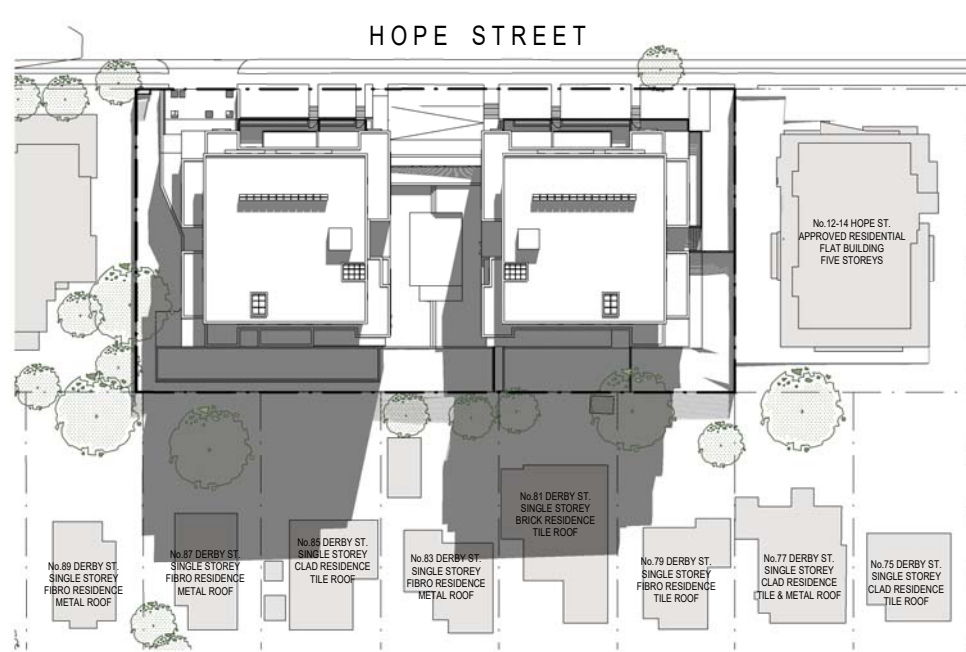 HOPE STREET
No.12-14 HOPE ST.
APPROVED RESIDENTIAL
FLAT BUILDING
FIVE STOREYS
No.89 DERBY ST.
SINGLE STOREY
FIBRO RESIDENCE
METAL ROOF
No.87 DERBY ST.
SINGLE STOREY
FIBRO RESIDENCE
METAL ROOF
No.85 DERBY ST.
SINGLE STOREY
CLAD RESIDENCE
TILE ROOF
No.83 DERBY ST.
SINGLE STOREY
FIBRO RESIDENCE
METAL ROOF
No.81 DERBY ST.
SINGLE STOREY
BRICK RESIDENCE
TILE ROOF
No.79 DERBY ST.
SINGLE STOREY
FIBRO RESIDENCE
TILE ROOF
No.77 DERBY ST.
SINGLE STOREY
CLAD RESIDENCE
TILE & METAL ROOF
No.75 DERBY ST.
SINGLE STOREY
CLAD RESIDENCE
TILE ROOF